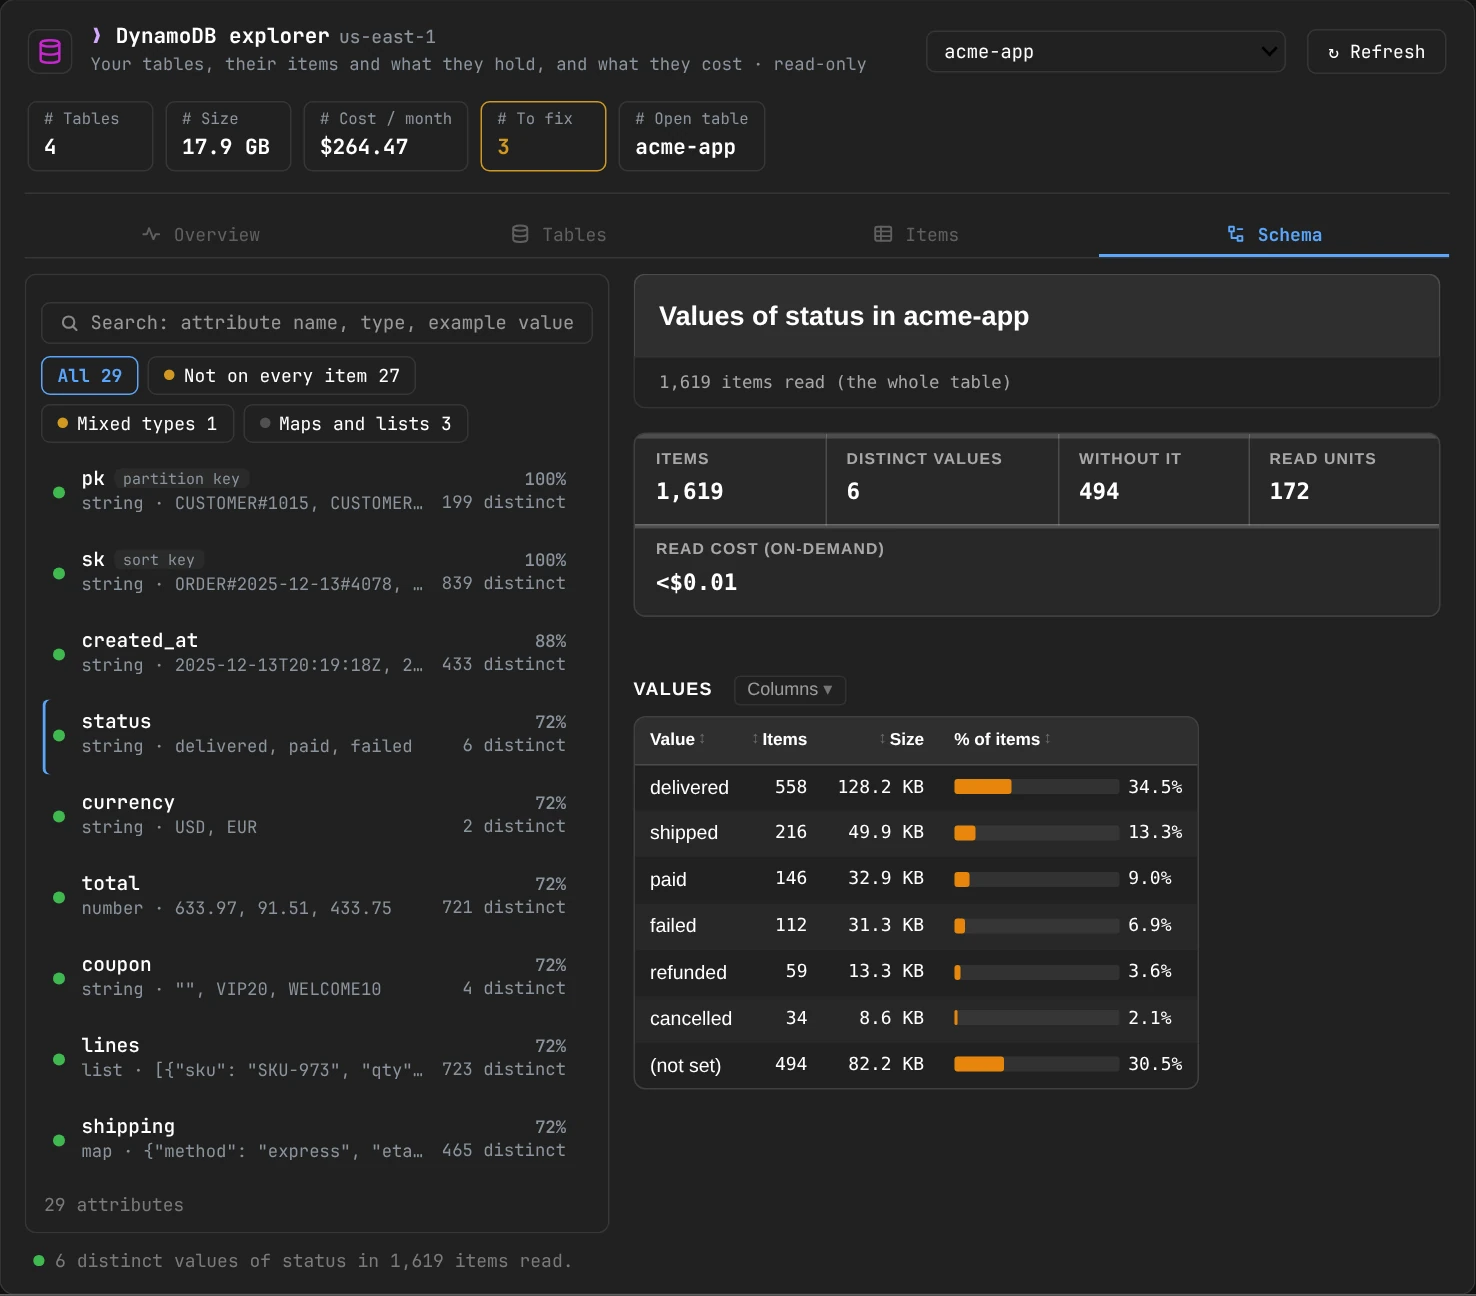 DynamoDB explorer us-east-1
Your tables, their items and what they hold, and what they cost · read-only
acme-app
↻ Refresh
# Tables
4
# Size
17.9 GB
# Cost / month
$264.47
# To fix
3
# Open table
acme-app
Overview
Tables
Items
Schema
Search: attribute name, type, example value
All 29
Not on every item 27
Mixed types 1
Maps and lists 3
pk partition key 100%
string · CUSTOMER#1015, CUSTOMER… 199 distinct
sk sort key 100%
string · ORDER#2025-12-13#4078, … 839 distinct
created_at 88%
string · 2025-12-13T20:19:18Z, 2… 433 distinct
status 72%
string · delivered, paid, failed 6 distinct
currency 72%
string · USD, EUR 2 distinct
total 72%
number · 633.97, 91.51, 433.75 721 distinct
coupon 72%
string · "", VIP20, WELCOME10 4 distinct
lines 72%
list · [{"sku": "SKU-973", "qty"… 723 distinct
shipping 72%
map · {"method": "express", "eta… 465 distinct
29 attributes
Values of status in acme-app
1,619 items read (the whole table)
ITEMS
1,619
DISTINCT VALUES
6
WITHOUT IT
494
READ UNITS
172
READ COST (ON-DEMAND)
<$0.01
VALUES
Columns ▾
Value↕ ↕Items ↕Size % of items↕
delivered 558 128.2 KB 34.5%
shipped 216 49.9 KB 13.3%
paid 146 32.9 KB 9.0%
failed 112 31.3 KB 6.9%
refunded 59 13.3 KB 3.6%
cancelled 34 8.6 KB 2.1%
(not set) 494 82.2 KB 30.5%
6 distinct values of status in 1,619 items read.